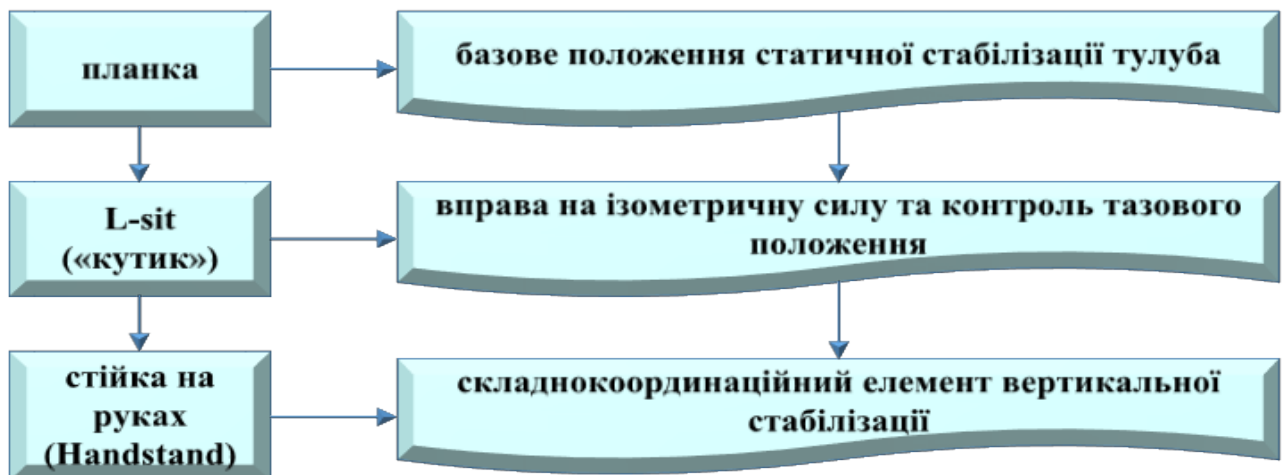 планка
базове положення статичної стабілізації тулуба
L-sit
(«кутик»)
вправа на ізометричну силу та контроль тазового
положення
стійка на
руках
(Handstand)
складнокоординаційний елемент вертикальної
стабілізації